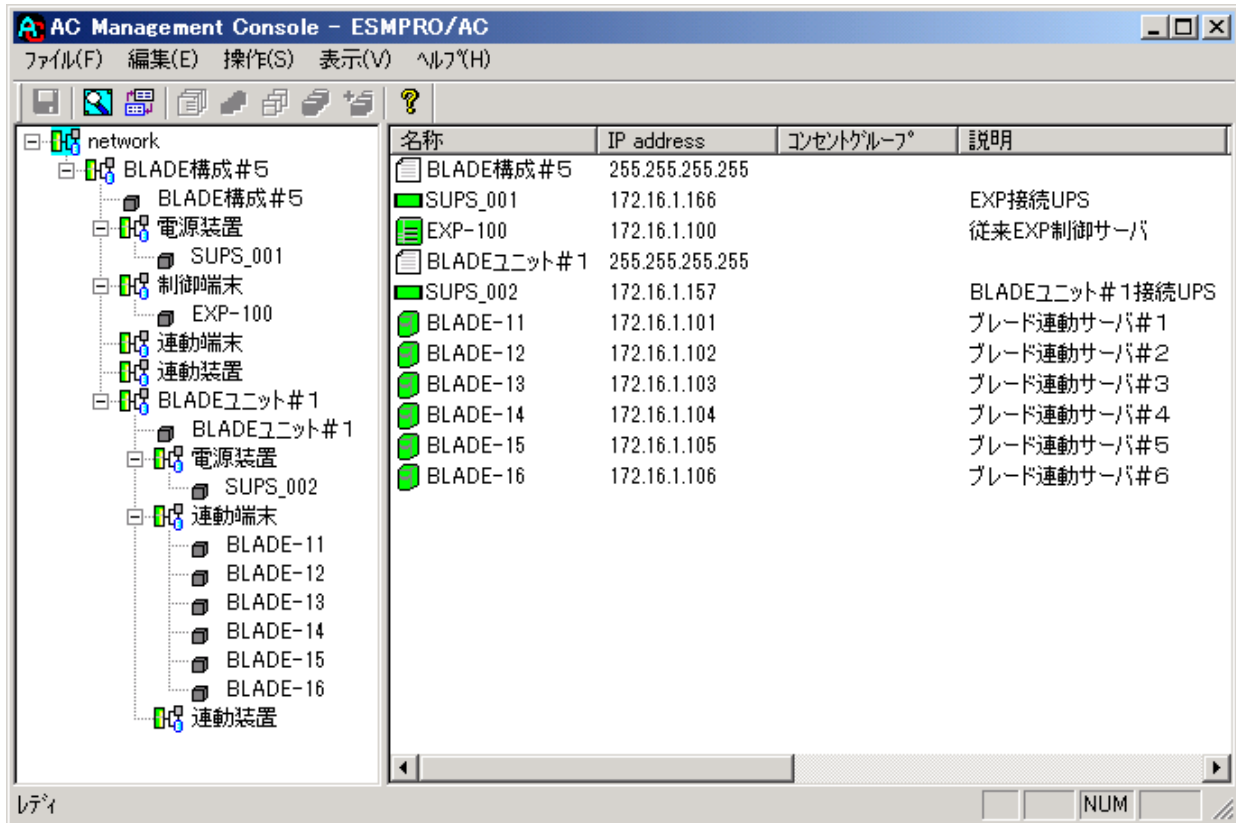 AC Management Console - ESMPRO/AC
ファイル(F) 編集(E) 操作(S) 表示(V) ヘルプ(H)
network
BLADE構成#5
BLADE構成#5
電源装置
SUPS_001
制御端末
EXP-100
連動端末
連動装置
BLADEユニット#1
BLADEユニット#1
電源装置
SUPS_002
連動端末
BLADE-11
BLADE-12
BLADE-13
BLADE-14
BLADE-15
BLADE-16
連動装置
名称 IP address コンセントグループ 説明
BLADE構成#5 255.255.255.255
SUPS_001 172.16.1.166 EXP接続UPS
EXP-100 172.16.1.100 従来EXP制御サーバ
BLADEユニット#1 255.255.255.255
SUPS_002 172.16.1.157 BLADEユニット#1接続UPS
BLADE-11 172.16.1.101 ブレード連動サーバ#1
BLADE-12 172.16.1.102 ブレード連動サーバ#2
BLADE-13 172.16.1.103 ブレード連動サーバ#3
BLADE-14 172.16.1.104 ブレード連動サーバ#4
BLADE-15 172.16.1.105 ブレード連動サーバ#5
BLADE-16 172.16.1.106 ブレード連動サーバ#6
レディ NUM